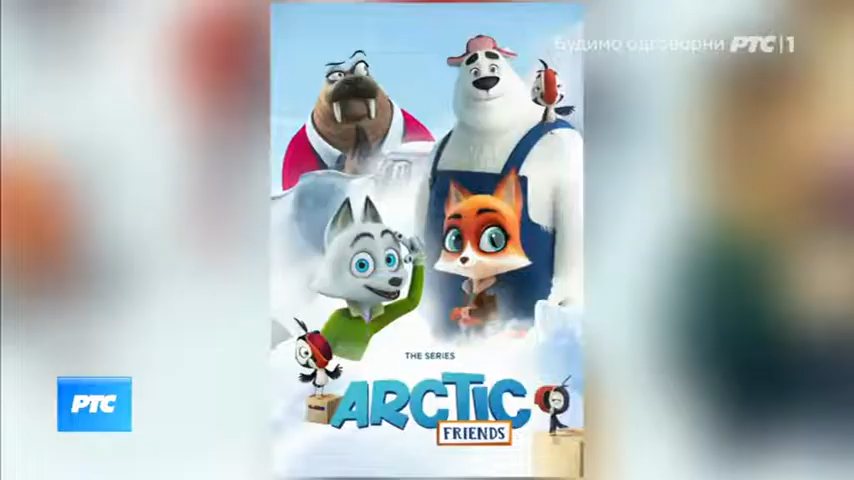 Будимо одговорни РТС|1
THE SERIES
ARCTIC
FRIENDS
РТС